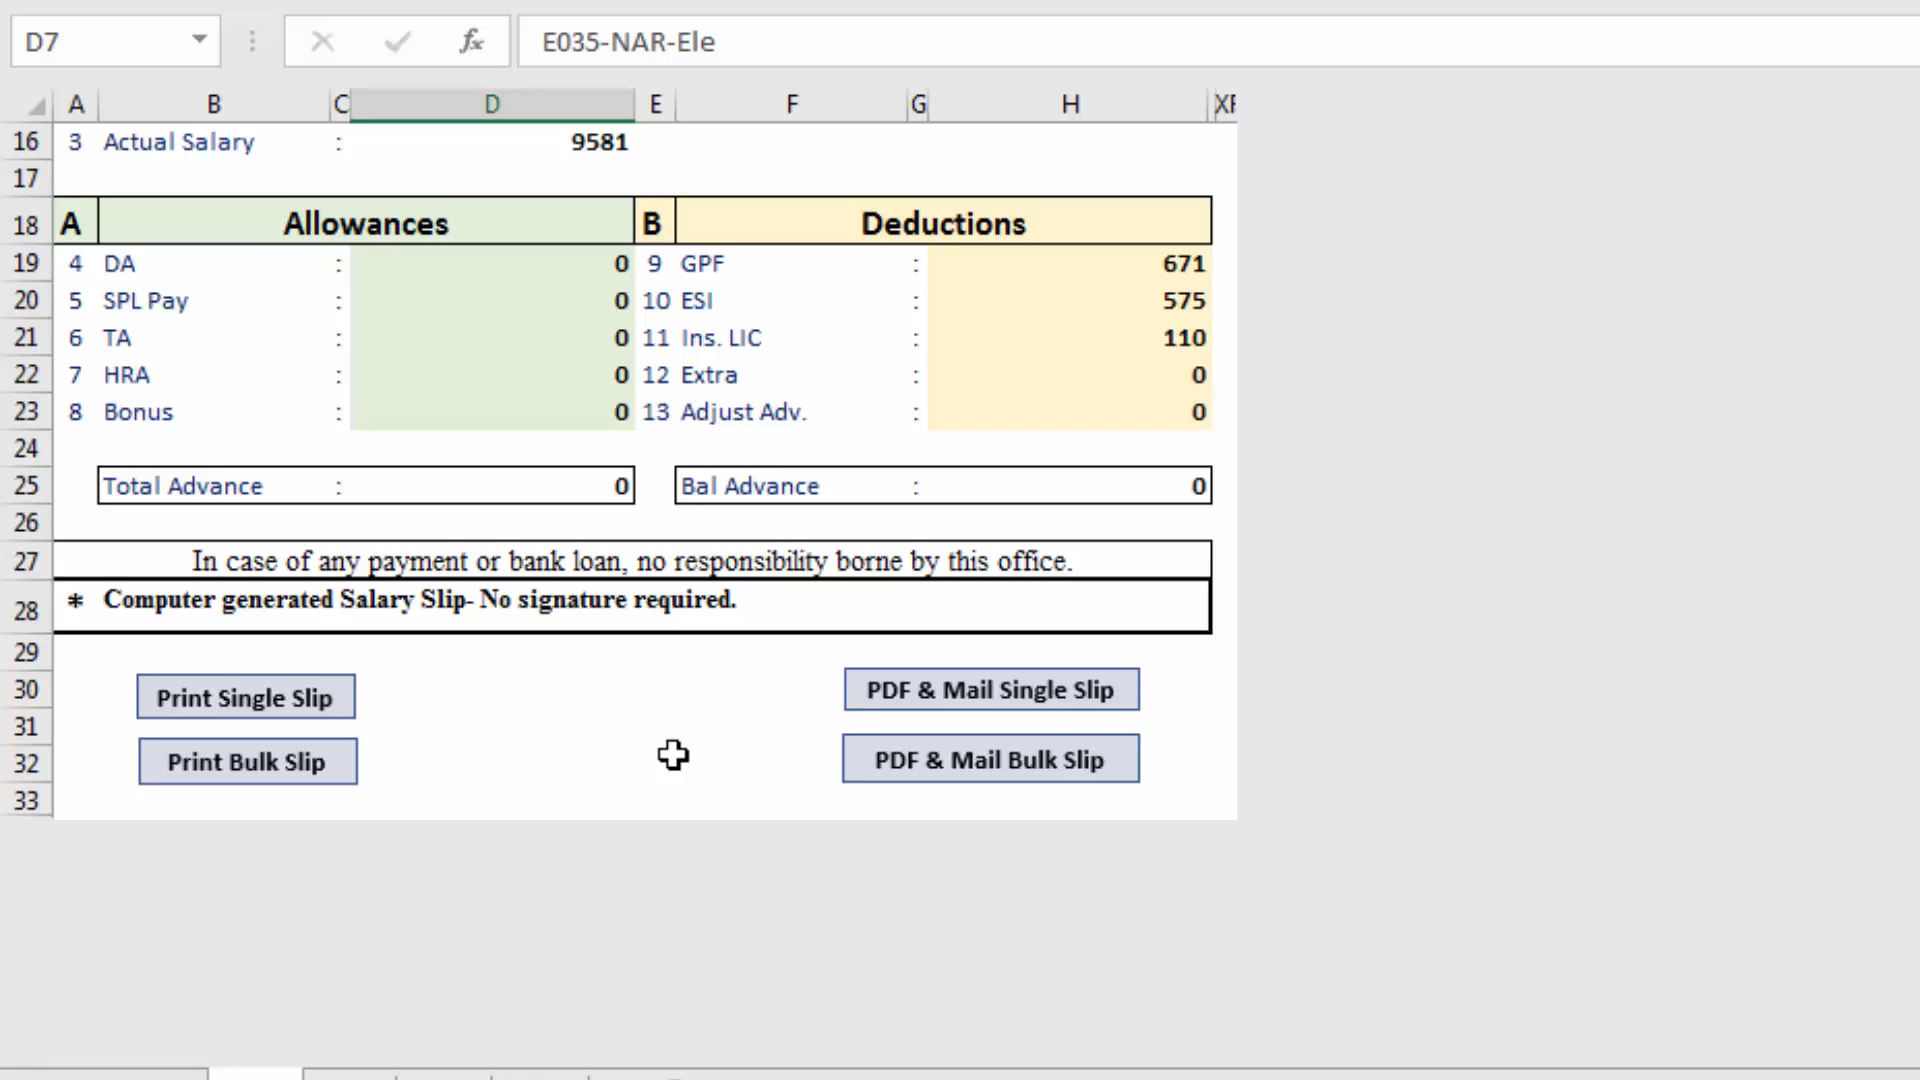 D7 fx E035-NAR-Ele
A B C D E F G H
16 3 Actual Salary : 9581
17
18 A Allowances B Deductions
19 4 DA : 0 9 GPF : 671
20 5 SPL Pay : 0 10 ESI : 575
21 6 TA : 0 11 Ins. LIC : 110
22 7 HRA : 0 12 Extra : 0
23 8 Bonus : 0 13 Adjust Adv. : 0
24
25 Total Advance : 0 Bal Advance : 0
26
27 In case of any payment or bank loan, no responsibility borne by this office.
28 * Computer generated Salary Slip- No signature required.
29
30 Print Single Slip PDF & Mail Single Slip
31
32 Print Bulk Slip PDF & Mail Bulk Slip
33